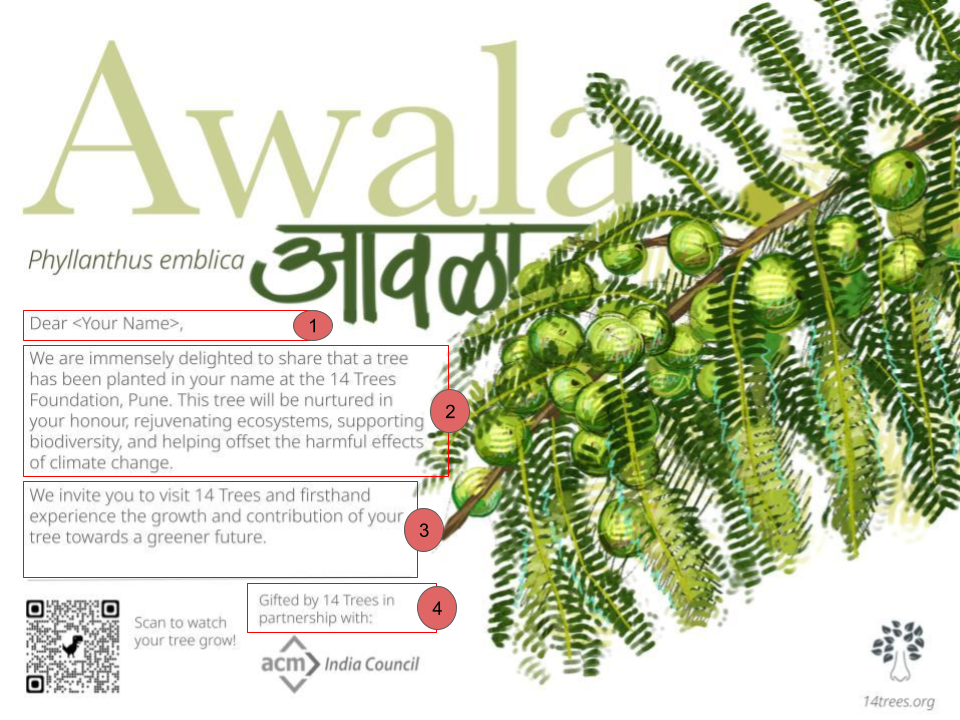 Awala
Phyllanthus emblica
आवळा
Dear <Your Name>,
1
We are immensely delighted to share that a tree
has been planted in your name at the 14 Trees
Foundation, Pune. This tree will be nurtured in
your honour, rejuvenating ecosystems, supporting
biodiversity, and helping offset the harmful effects
of climate change.
2
We invite you to visit 14 Trees and firsthand
experience the growth and contribution of your
tree towards a greener future.
3
Gifted by 14 Trees in
partnership with:
4
Scan to watch
your tree grow!
acm India Council
14trees.org